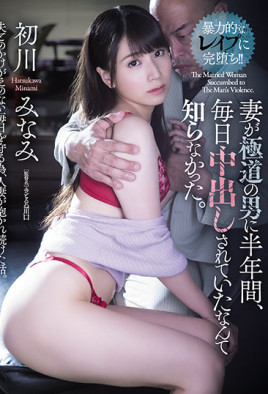 暴力的な
レイプに
完堕ち!!
The Married Woman
Succumbed to
The Man's Violence.
初川
みなみ
Hatsukawa
Minami
妻が極道の男に半年間、
毎日中出しされていたなんて
知らなかった。